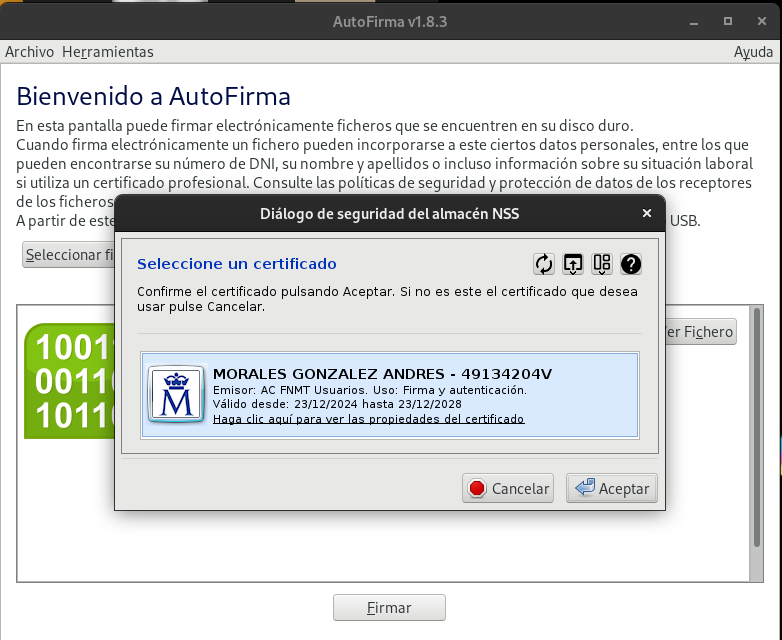 AutoFirma v1.8.3
Archivo Herramientas Ayuda
Bienvenido a AutoFirma
En esta pantalla puede firmar electrónicamente ficheros que se encuentren en su disco duro.
Cuando firma electrónicamente un fichero pueden incorporarse a este ciertos datos personales, entre los que
pueden encontrarse su número de DNI, su nombre y apellidos o incluso información sobre su situación laboral
si utiliza un certificado profesional. Consulte las políticas de seguridad y protección de datos de los receptores
de los ficheros
A partir de este USB.
Seleccionar fi
Diálogo de seguridad del almacén NSS
Seleccione un certificado
Confirme el certificado pulsando Aceptar. Si no es este el certificado que desea
usar pulse Cancelar.
er Fichero
1001
0011
1011
MORALES GONZALEZ ANDRES - 49134204V
Emisor: AC FNMT Usuarios. Uso: Firma y autenticación.
Válido desde: 23/12/2024 hasta 23/12/2028
Haga clic aquí para ver las propiedades del certificado
M
Cancelar Aceptar
Firmar